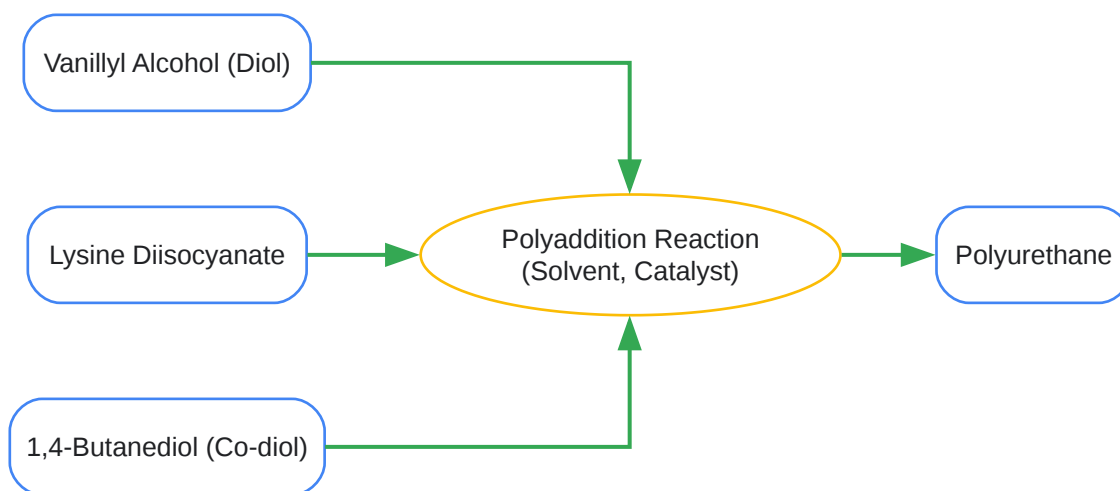 Vanillyl Alcohol (Diol)
Lysine Diisocyanate
Polyaddition Reaction
(Solvent, Catalyst)
Polyurethane
1,4-Butanediol (Co-diol)